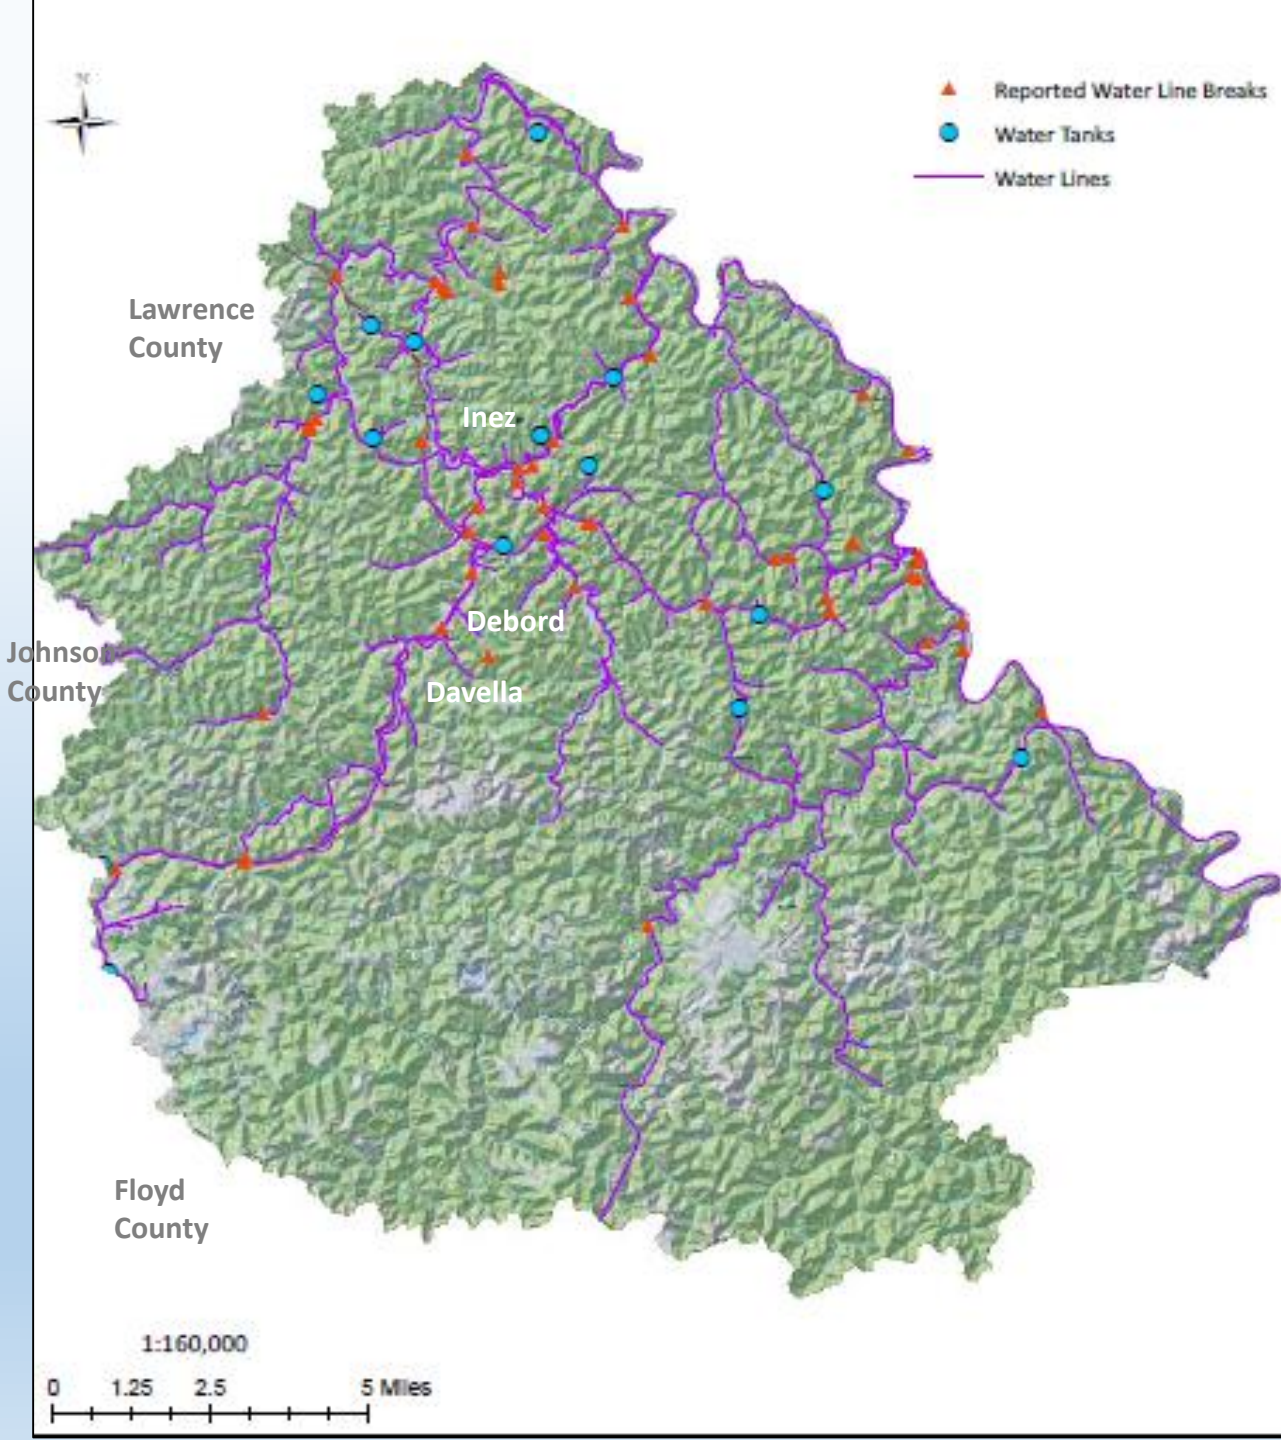 N
Reported Water Line Breaks
Water Tanks
Water Lines
Lawrence
County
Inez
Debord
Johnson
County
Davella
Floyd
County
1:160,000
0 1.25 2.5 5 Miles